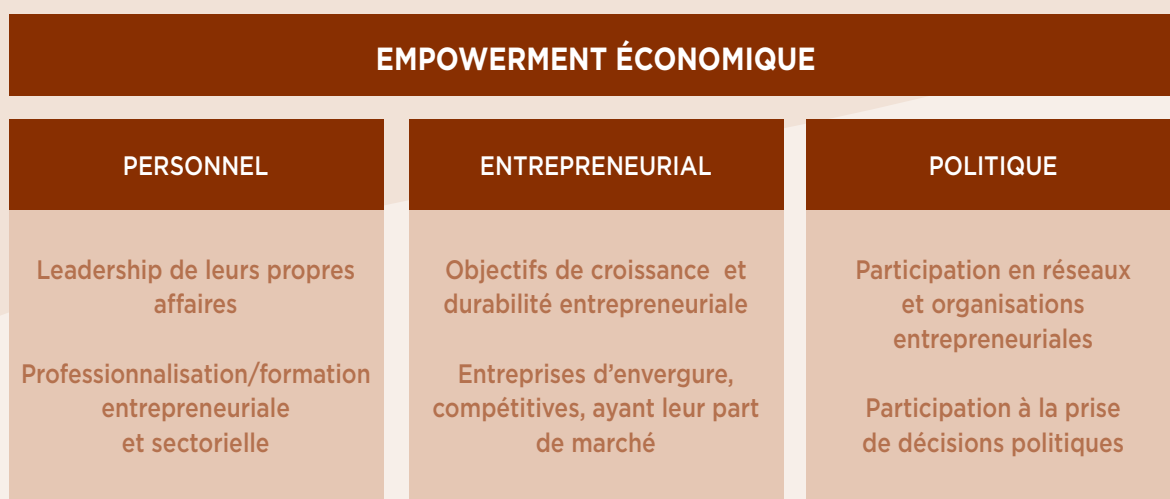 EMPOWERMENT ÉCONOMIQUE
PERSONNEL
Leadership de leurs propres
affaires
Professionnalisation/formation
entrepreneuriale
et sectorielle
ENTREPRENEURIAL
Objectifs de croissance et
durabilité entrepreneuriale
Entreprises d’envergure,
compétitives, ayant leur part
de marché
POLITIQUE
Participation en réseaux
et organisations
entrepreneuriales
Participation à la prise
de décisions politiques